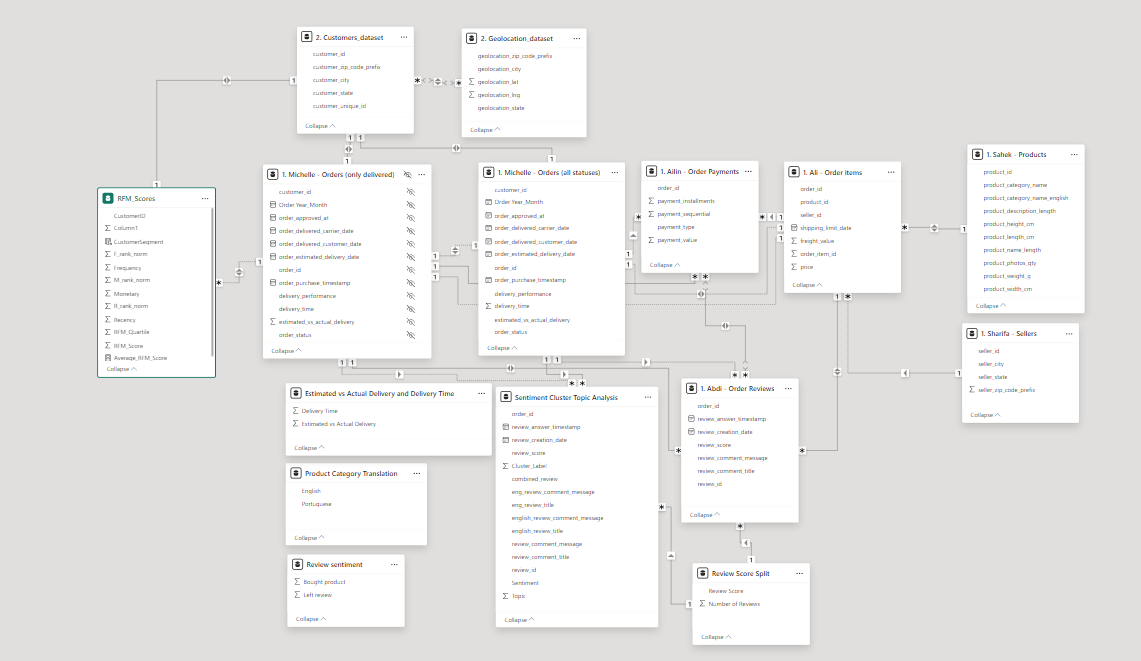 2. Customers_dataset
customer_id
customer_zip_code_prefix
customer_city
customer_state
customer_unique_id
Collapse
2. Geolocation_dataset
geolocation_zip_code_prefix
geolocation_city
geolocation_lat
geolocation_lng
geolocation_state
Collapse
RFM_Scores
CustomerID
Column1
CustomerSegment
F_rank_norm
Frequency
M_rank_norm
Monetary
R_rank_norm
Recency
RFM_Quartile
RFM_Score
Average_RFM_Score
Collapse
1. Michelle - Orders (only delivered)
customer_id
Order Year_Month
order_approved_at
order_delivered_carrier_date
order_delivered_customer_date
order_estimated_delivery_date
order_id
order_purchase_timestamp
delivery_performance
delivery_time
estimated_vs_actual_delivery
order_status
Collapse
1. Michelle - Orders (all statuses)
customer_id
Order Year_Month
order_approved_at
order_delivered_carrier_date
order_delivered_customer_date
order_estimated_delivery_date
order_id
order_purchase_timestamp
delivery_performance
delivery_time
estimated_vs_actual_delivery
order_status
Collapse
1. Ailin - Order Payments
order_id
payment_installments
payment_sequential
payment_type
payment_value
Collapse
1. Ali - Order items
order_id
product_id
seller_id
shipping_limit_date
freight_value
order_item_id
price
Collapse
1. Sahek - Products
product_id
product_category_name
product_category_name_english
product_description_length
product_height_cm
product_length_cm
product_name_length
product_photos_qty
product_weight_g
product_width_cm
Collapse
1. Sharifa - Sellers
seller_id
seller_city
seller_state
seller_zip_code_prefix
Collapse
Estimated vs Actual Delivery and Delivery Time
Delivery Time
Estimated vs Actual Delivery
Collapse
Product Category Translation
English
Portuguese
Collapse
Review sentiment
Bought product
Left review
Collapse
Sentiment Cluster Topic Analysis
order_id
review_answer_timestamp
review_creation_date
review_score
Cluster_Label
combined_review
eng_review_comment_message
eng_review_title
english_review_comment_message
english_review_title
review_comment_message
review_comment_title
review_id
Sentiment
Topic
Collapse
1. Abdi - Order Reviews
order_id
review_answer_timestamp
review_creation_date
review_score
review_comment_message
review_comment_title
review_id
Collapse
Review Score Split
Review Score
Number of Reviews
Collapse